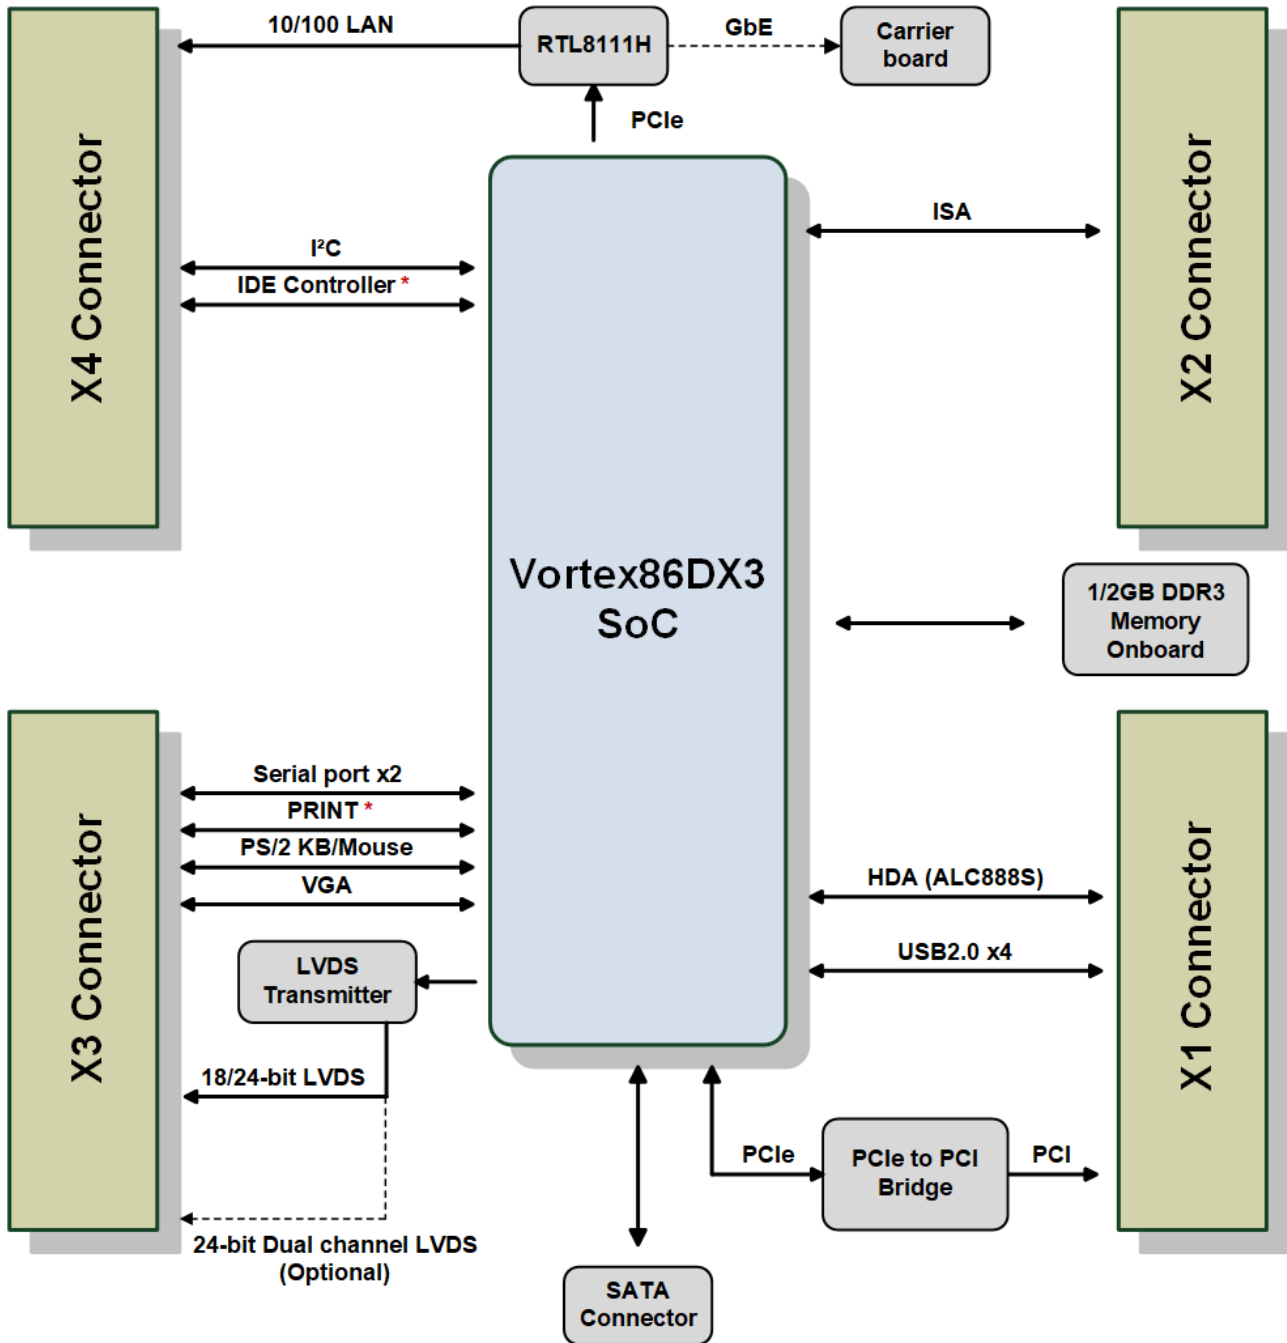 10/100 LAN
RTL8111H
GbE
Carrier
board
PCIe
X4 Connector
X2 Connector
ISA
I²C
IDE Controller *
Vortex86DX3
SoC
1/2GB DDR3
Memory
Onboard
X3 Connector
X1 Connector
Serial port x2
PRINT *
PS/2 KB/Mouse
VGA
HDA (ALC888S)
USB2.0 x4
LVDS
Transmitter
18/24-bit LVDS
PCIe
PCIe to PCI
Bridge
PCI
24-bit Dual channel LVDS
(Optional)
SATA
Connector